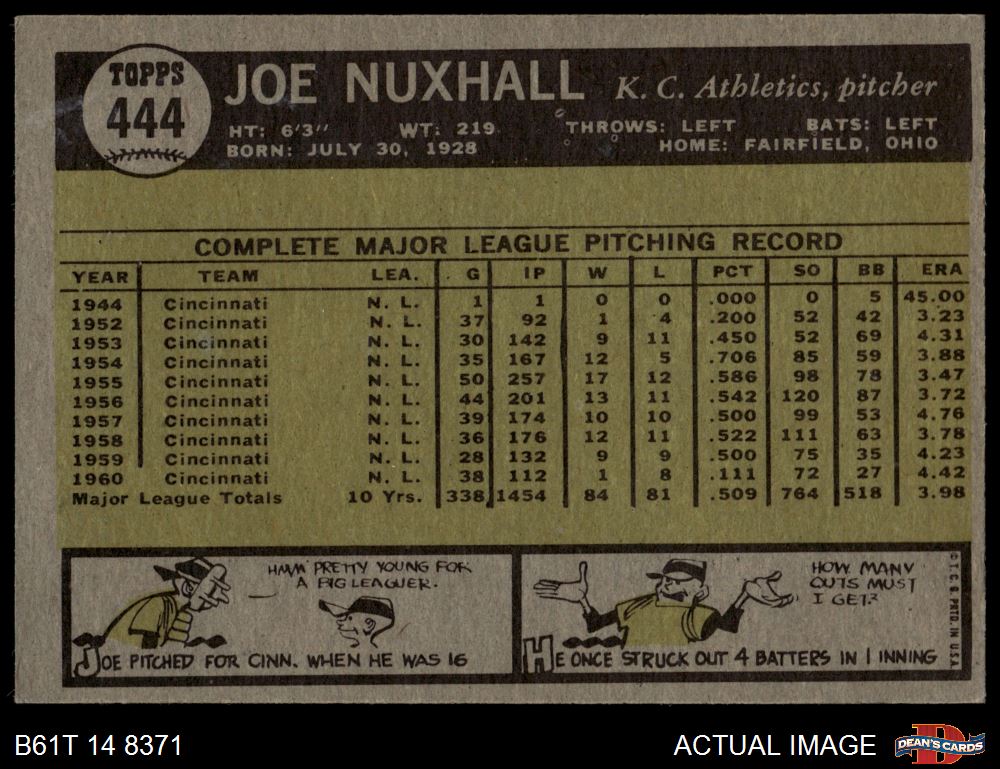 TOPPS
444
JOE NUXHALL K. C. Athletics, pitcher
HT: 6'3" WT: 219 THROWS: LEFT BATS: LEFT
BORN: JULY 30, 1928 HOME: FAIRFIELD, OHIO
COMPLETE MAJOR LEAGUE PITCHING RECORD
YEAR TEAM LEA. G IP W L PCT SO BB ERA
1944 Cincinnati N. L. 1 1 0 0 .000 0 5 45.00
1952 Cincinnati N. L. 37 92 1 4 .200 52 42 3.23
1953 Cincinnati N. L. 30 142 9 11 .450 52 69 4.31
1954 Cincinnati N. L. 35 167 12 5 .706 85 59 3.88
1955 Cincinnati N. L. 50 257 17 12 .586 98 78 3.47
1956 Cincinnati N. L. 44 201 13 11 .542 120 87 3.72
1957 Cincinnati N. L. 39 174 10 10 .500 99 53 4.76
1958 Cincinnati N. L. 36 176 12 11 .522 111 63 3.78
1959 Cincinnati N. L. 28 132 9 9 .500 75 35 4.23
1960 Cincinnati N. L. 38 112 1 8 .111 72 27 4.42
Major League Totals 10 Yrs. 338 1454 84 81 .509 764 518 3.98
HMM PRETTY YOUNG FOR
A BIG LEAGUER.
JOE PITCHED FOR CINN. WHEN HE WAS 16
HOW MANY
OUTS MUST
I GET?
HE ONCE STRUCK OUT 4 BATTERS IN 1 INNING
© T. C. G. PRTD. IN U.S.A.
B61T 14 8371
ACTUAL IMAGE
D
DEAN'S CARDS